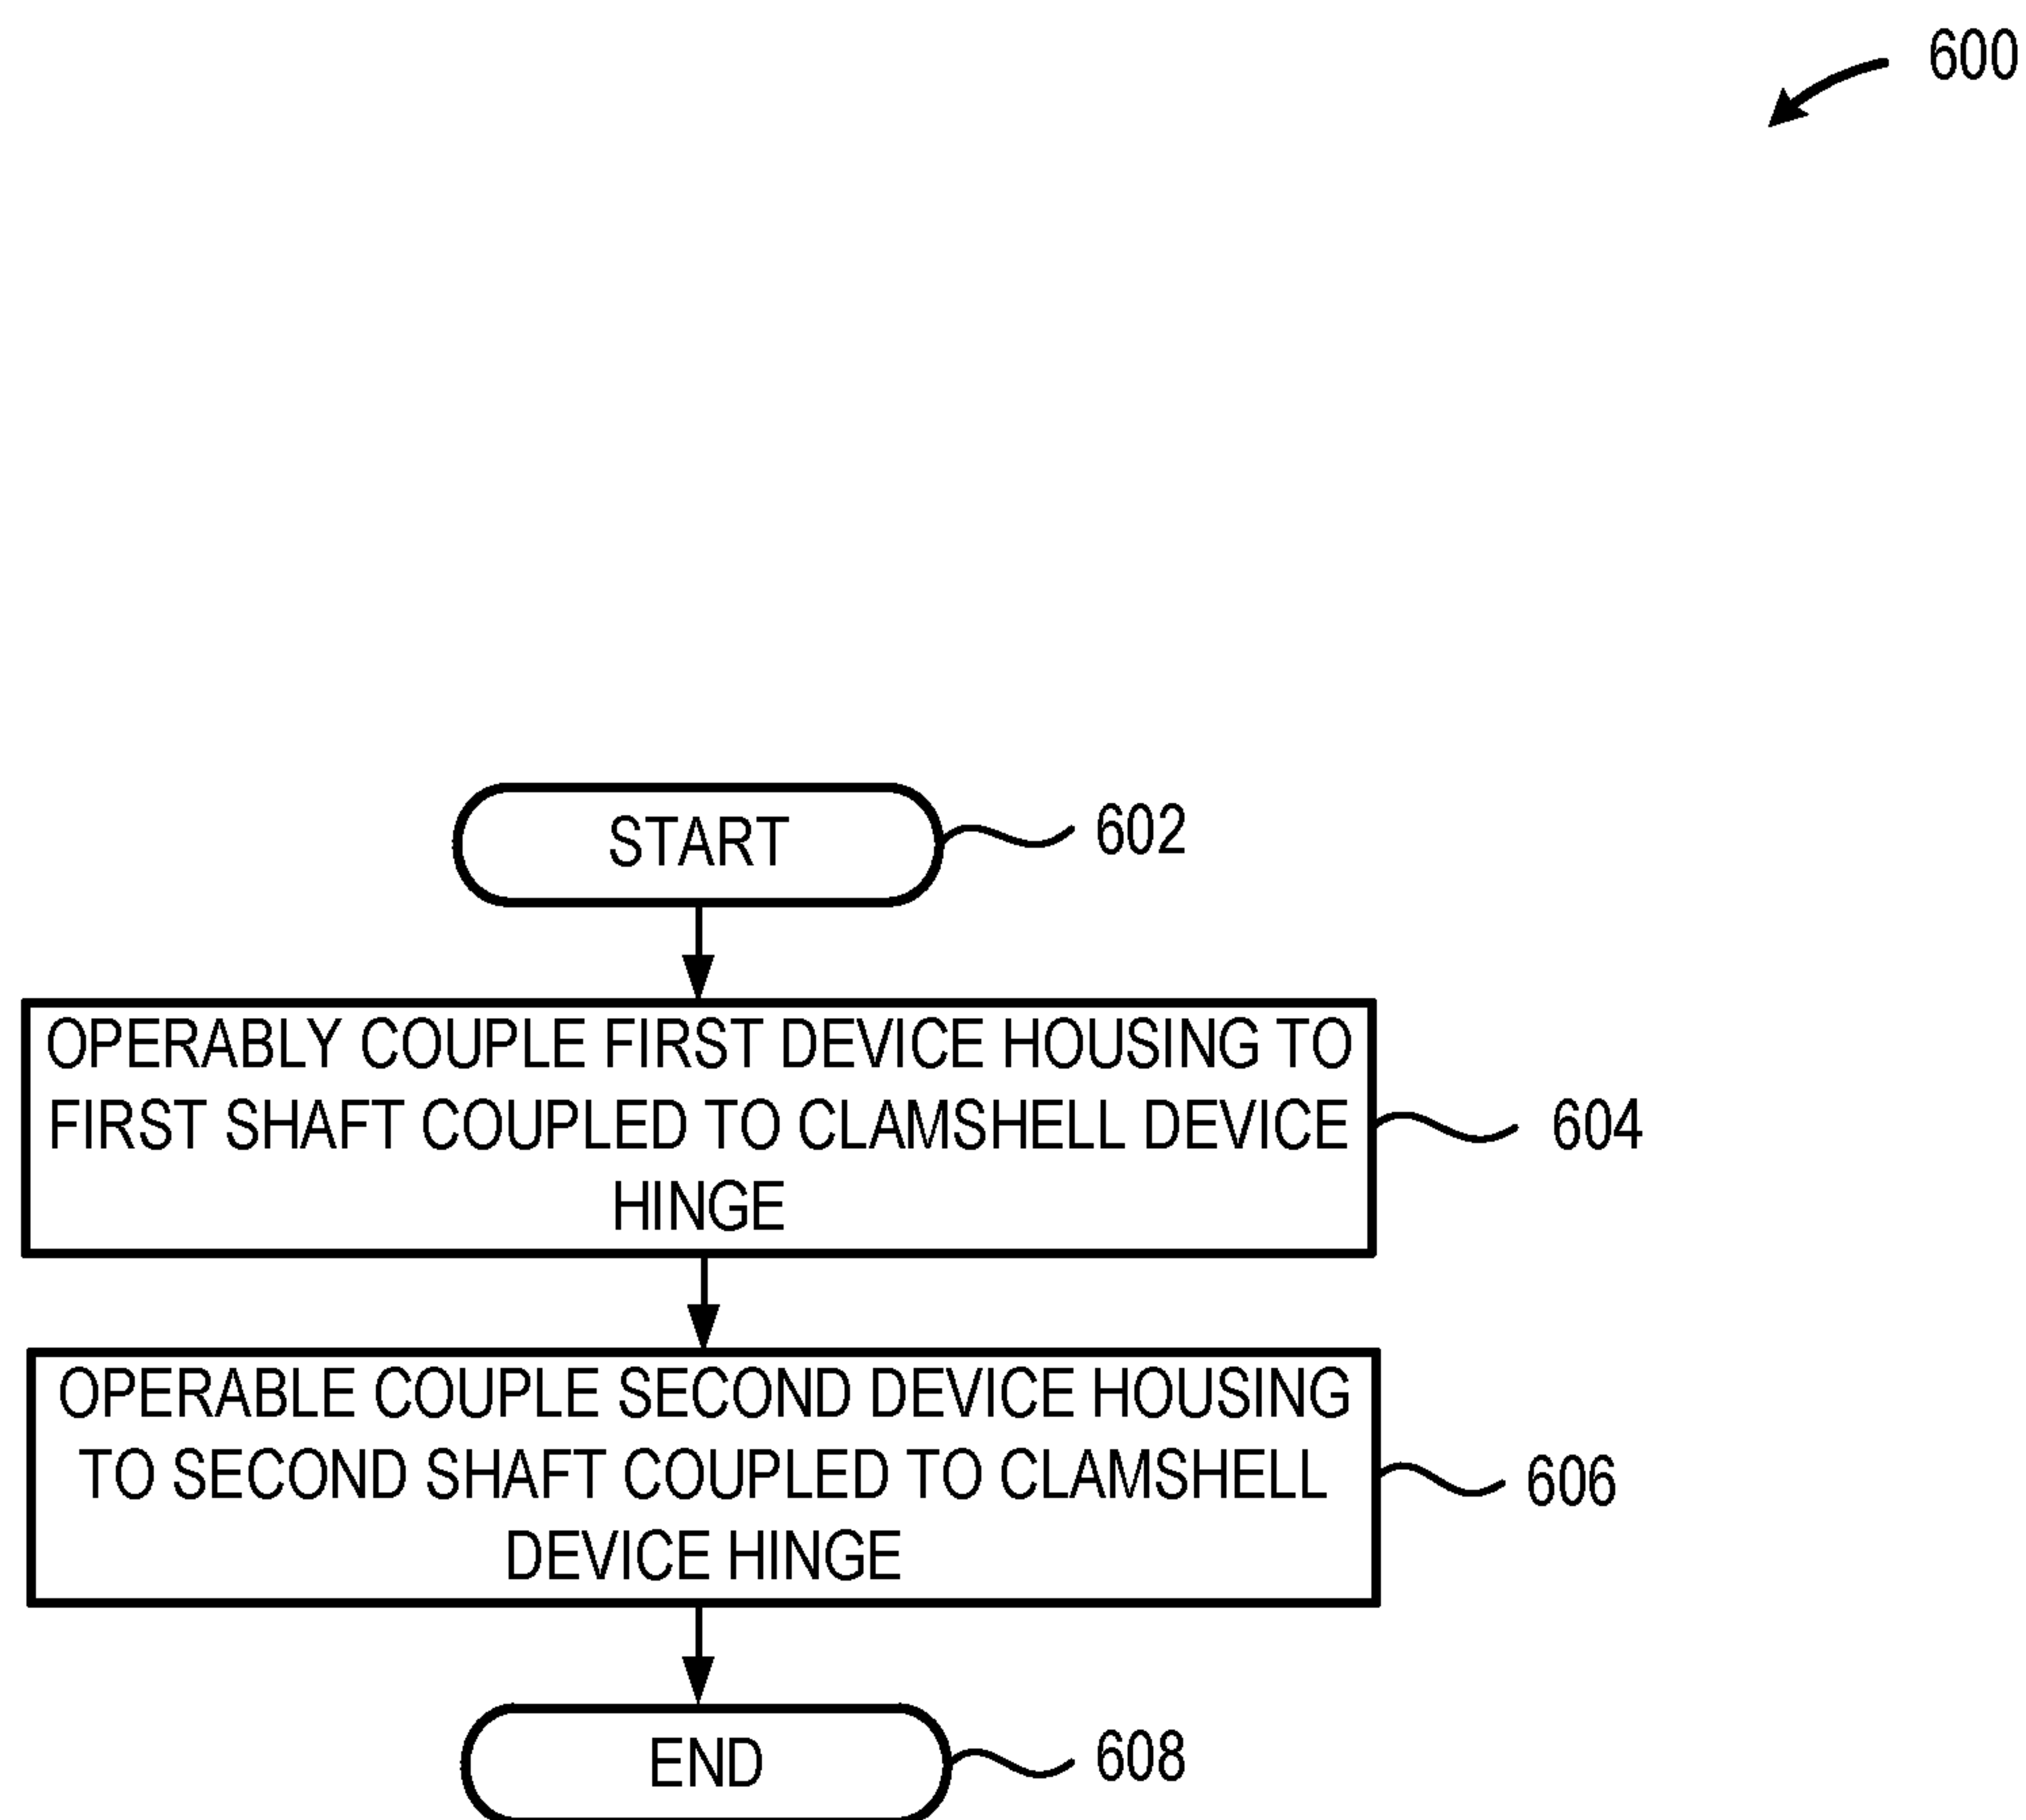 600
START
602
OPERABLY COUPLE FIRST DEVICE HOUSING TO
FIRST SHAFT COUPLED TO CLAMSHELL DEVICE
HINGE
604
OPERABLE COUPLE SECOND DEVICE HOUSING
TO SECOND SHAFT COUPLED TO CLAMSHELL
DEVICE HINGE
606
END
608